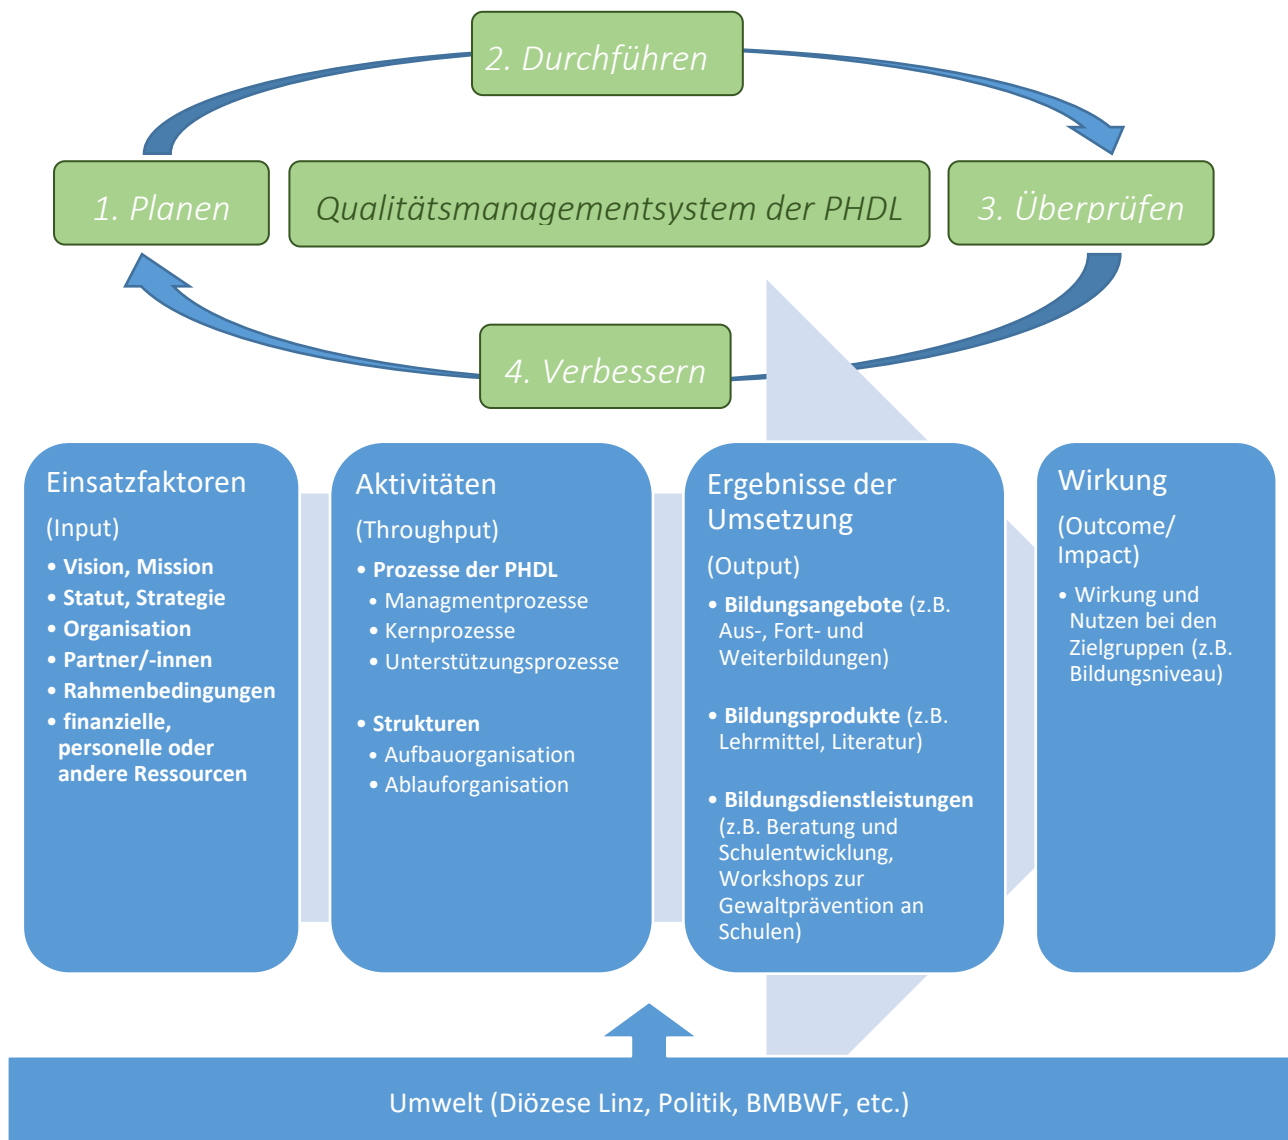 2. Durchführen
1. Planen
Qualitätsmanagementsystem der PHDL
3. Überprüfen
4. Verbessern
Einsatzfaktoren
(Input)
• Vision, Mission
• Statut, Strategie
• Organisation
• Partner/-innen
• Rahmenbedingungen
• finanzielle,
personelle oder
andere Ressourcen
Aktivitäten
(Throughput)
• Prozesse der PHDL
• Managmentprozesse
• Kernprozesse
• Unterstützungsprozesse
• Strukturen
• Aufbauorganisation
• Ablauforganisation
Ergebnisse der
Umsetzung
(Output)
• Bildungsangebote (z.B.
Aus-, Fort- und
Weiterbildungen)
• Bildungsprodukte (z.B.
Lehrmittel, Literatur)
• Bildungsdienstleistungen
(z.B. Beratung und
Schulentwicklung,
Workshops zur
Gewaltprävention an
Schulen)
Wirkung
(Outcome/
Impact)
• Wirkung und
Nutzen bei den
Zielgruppen (z.B.
Bildungsniveau)
Umwelt (Diözese Linz, Politik, BMBWF, etc.)